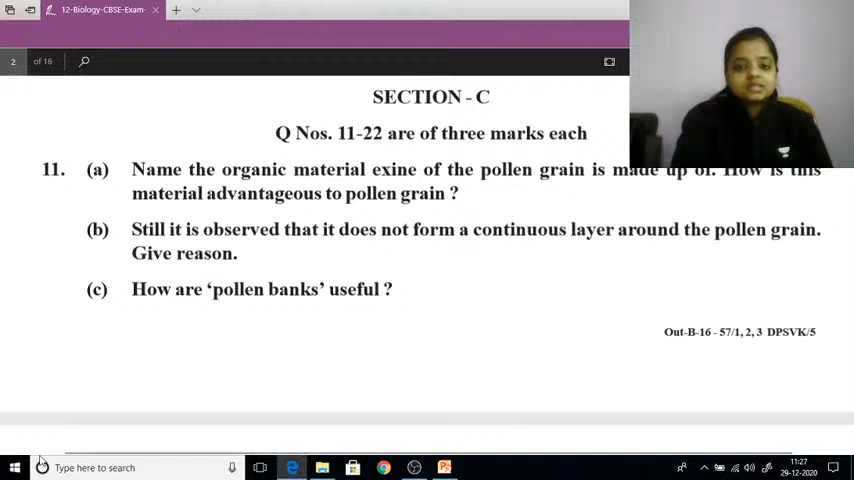 12-Biology-CBSE-Exam-
2 of 16
SECTION - C
Q Nos. 11-22 are of three marks each
11. (a) Name the organic material exine of the pollen grain is made up of. How is this
material advantageous to pollen grain ?
(b) Still it is observed that it does not form a continuous layer around the pollen grain.
Give reason.
(c) How are ‘pollen banks’ useful ?
Out-B-16 - 57/1, 2, 3 DPSVK/5
Type here to search
11:27
29-12-2020